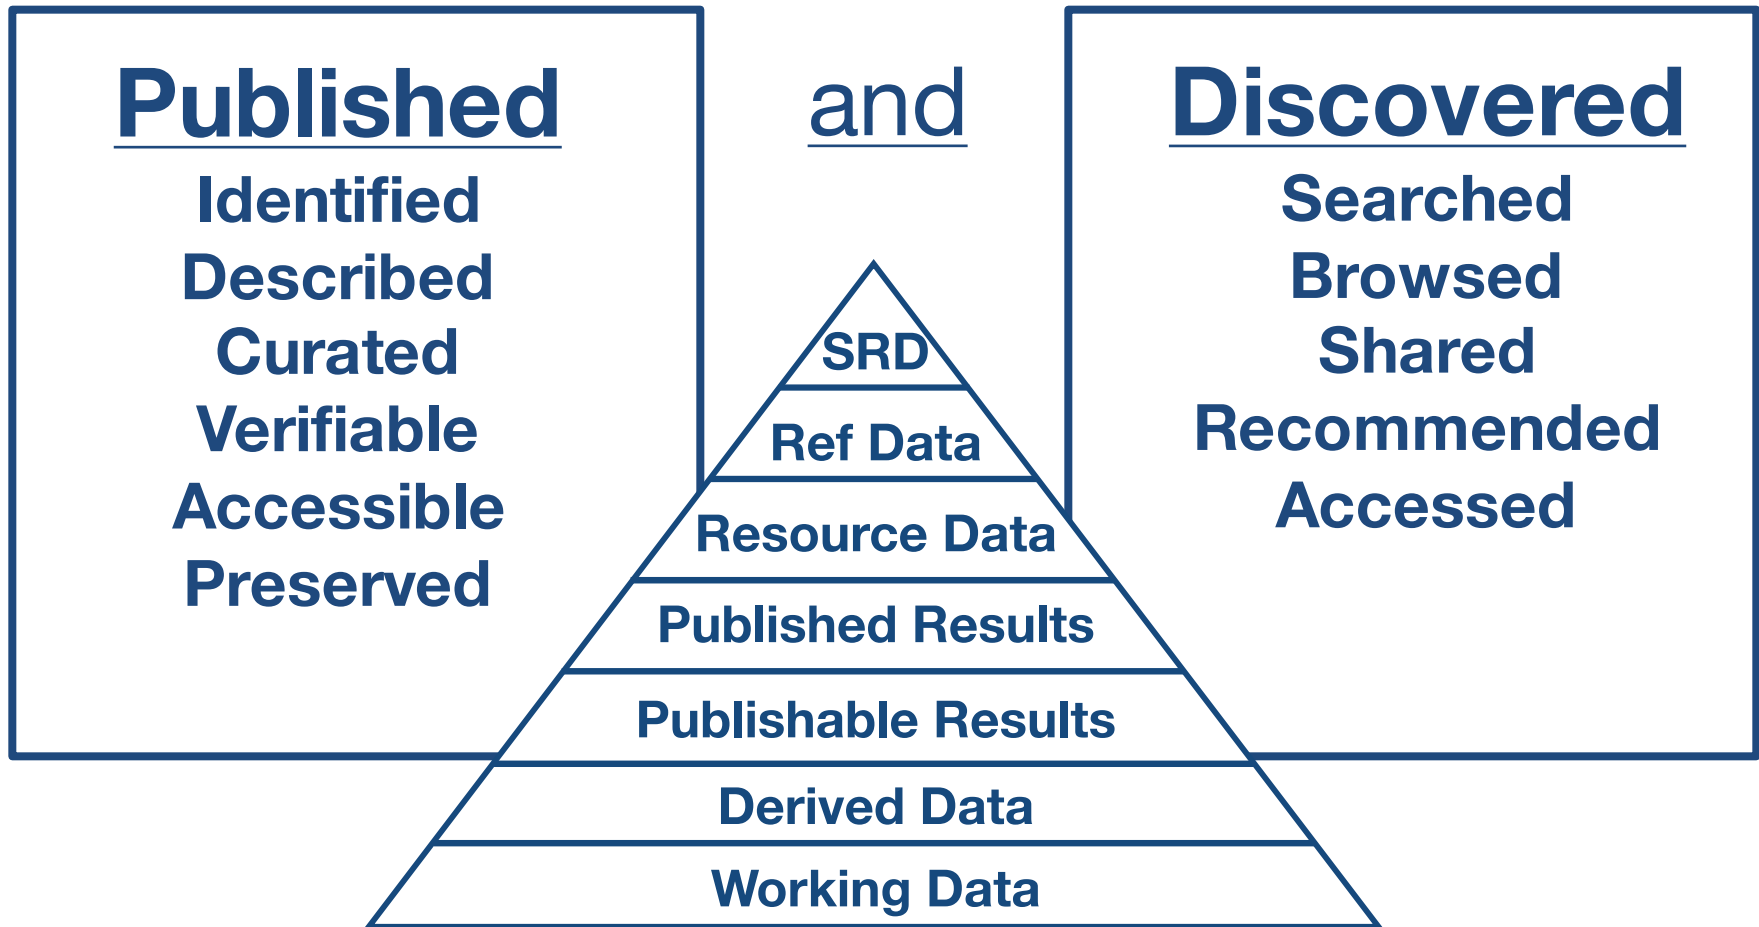 Published
Identified
Described
Curated
Verifiable
Accessible
Preserved
and
Discovered
Searched
Browsed
Shared
Recommended
Accessed
SRD
Ref Data
Resource Data
Published Results
Publishable Results
Derived Data
Working Data